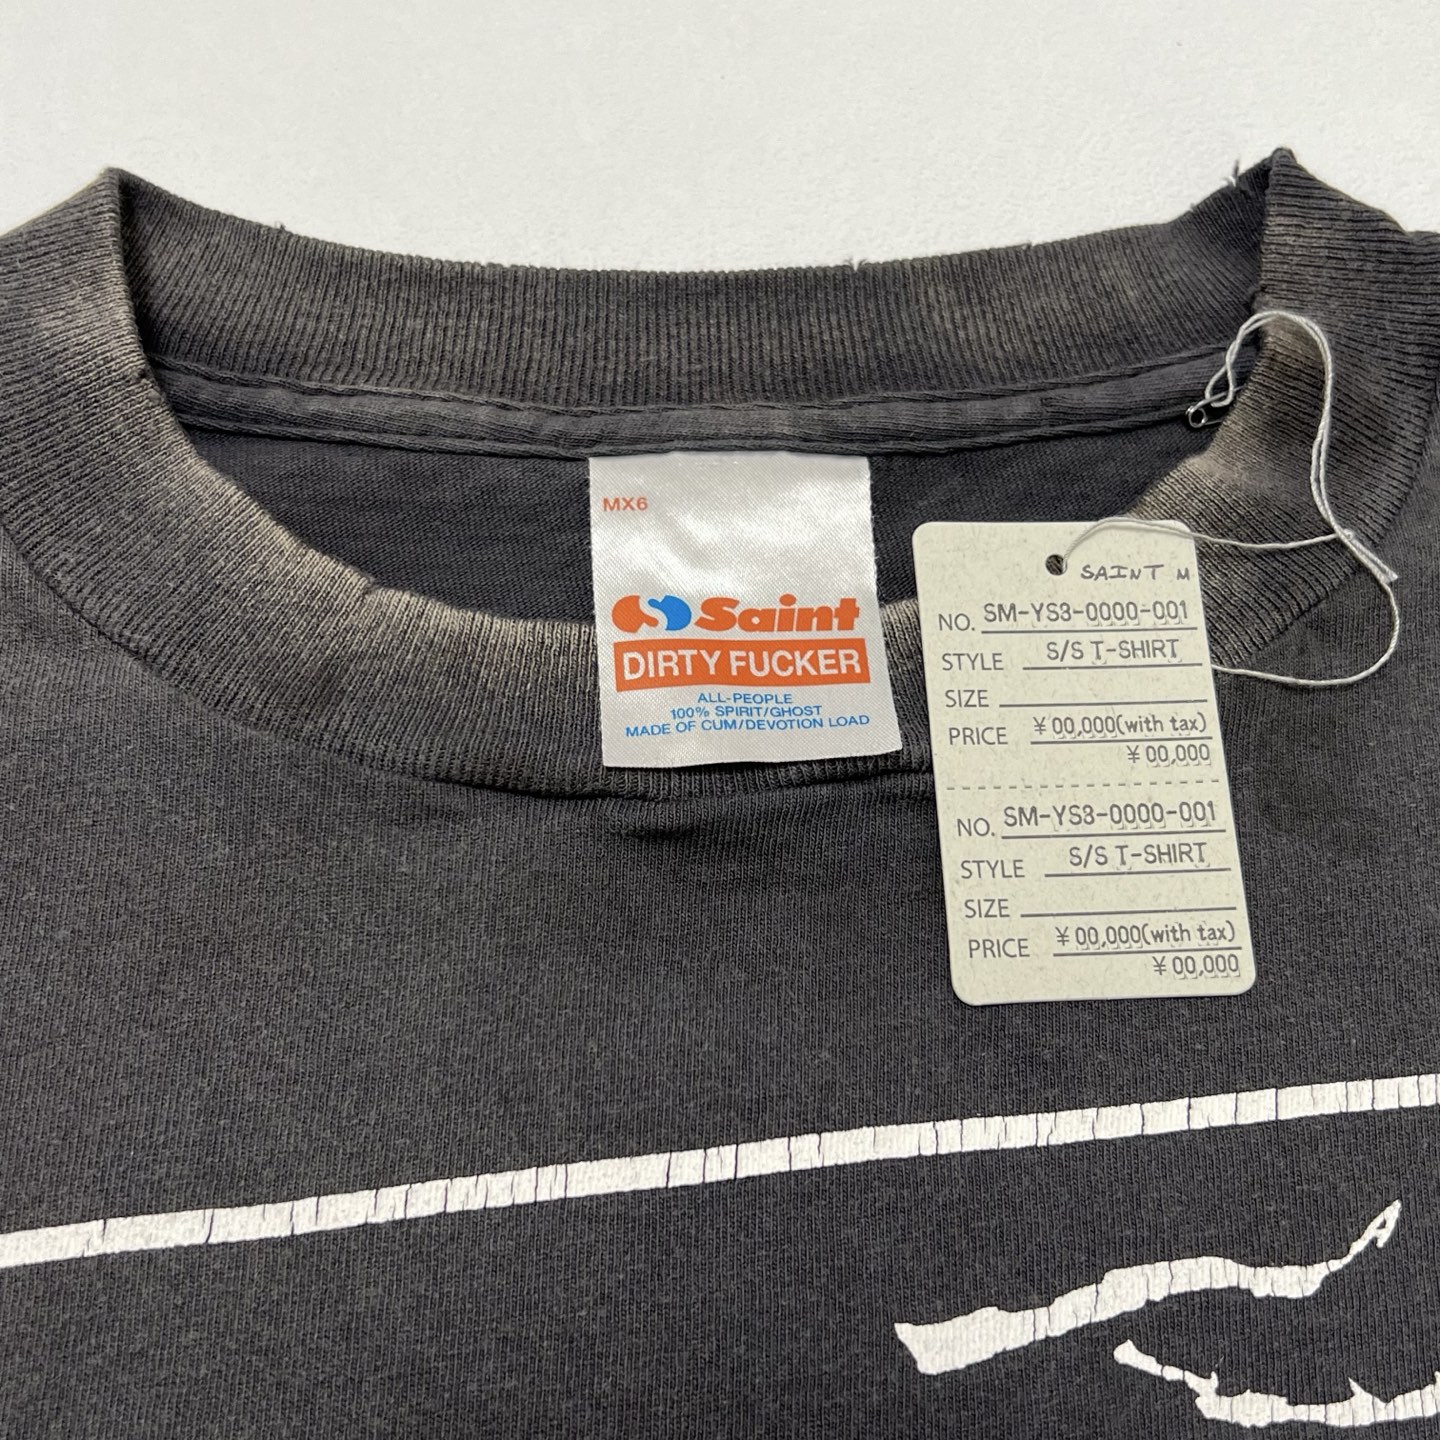 MX6
Saint
DIRTY FUCKER
ALL-PEOPLE
100% SPIRIT/GHOST
MADE OF CUM/DEVOTION LOAD
SAINT M
NO. SM-YS3-0000-001
STYLE S/S T-SHIRT
SIZE
PRICE ¥00,000(with tax)
¥00,000
NO. SM-YS3-0000-001
STYLE S/S T-SHIRT
SIZE
PRICE ¥00,000(with tax)
¥00,000